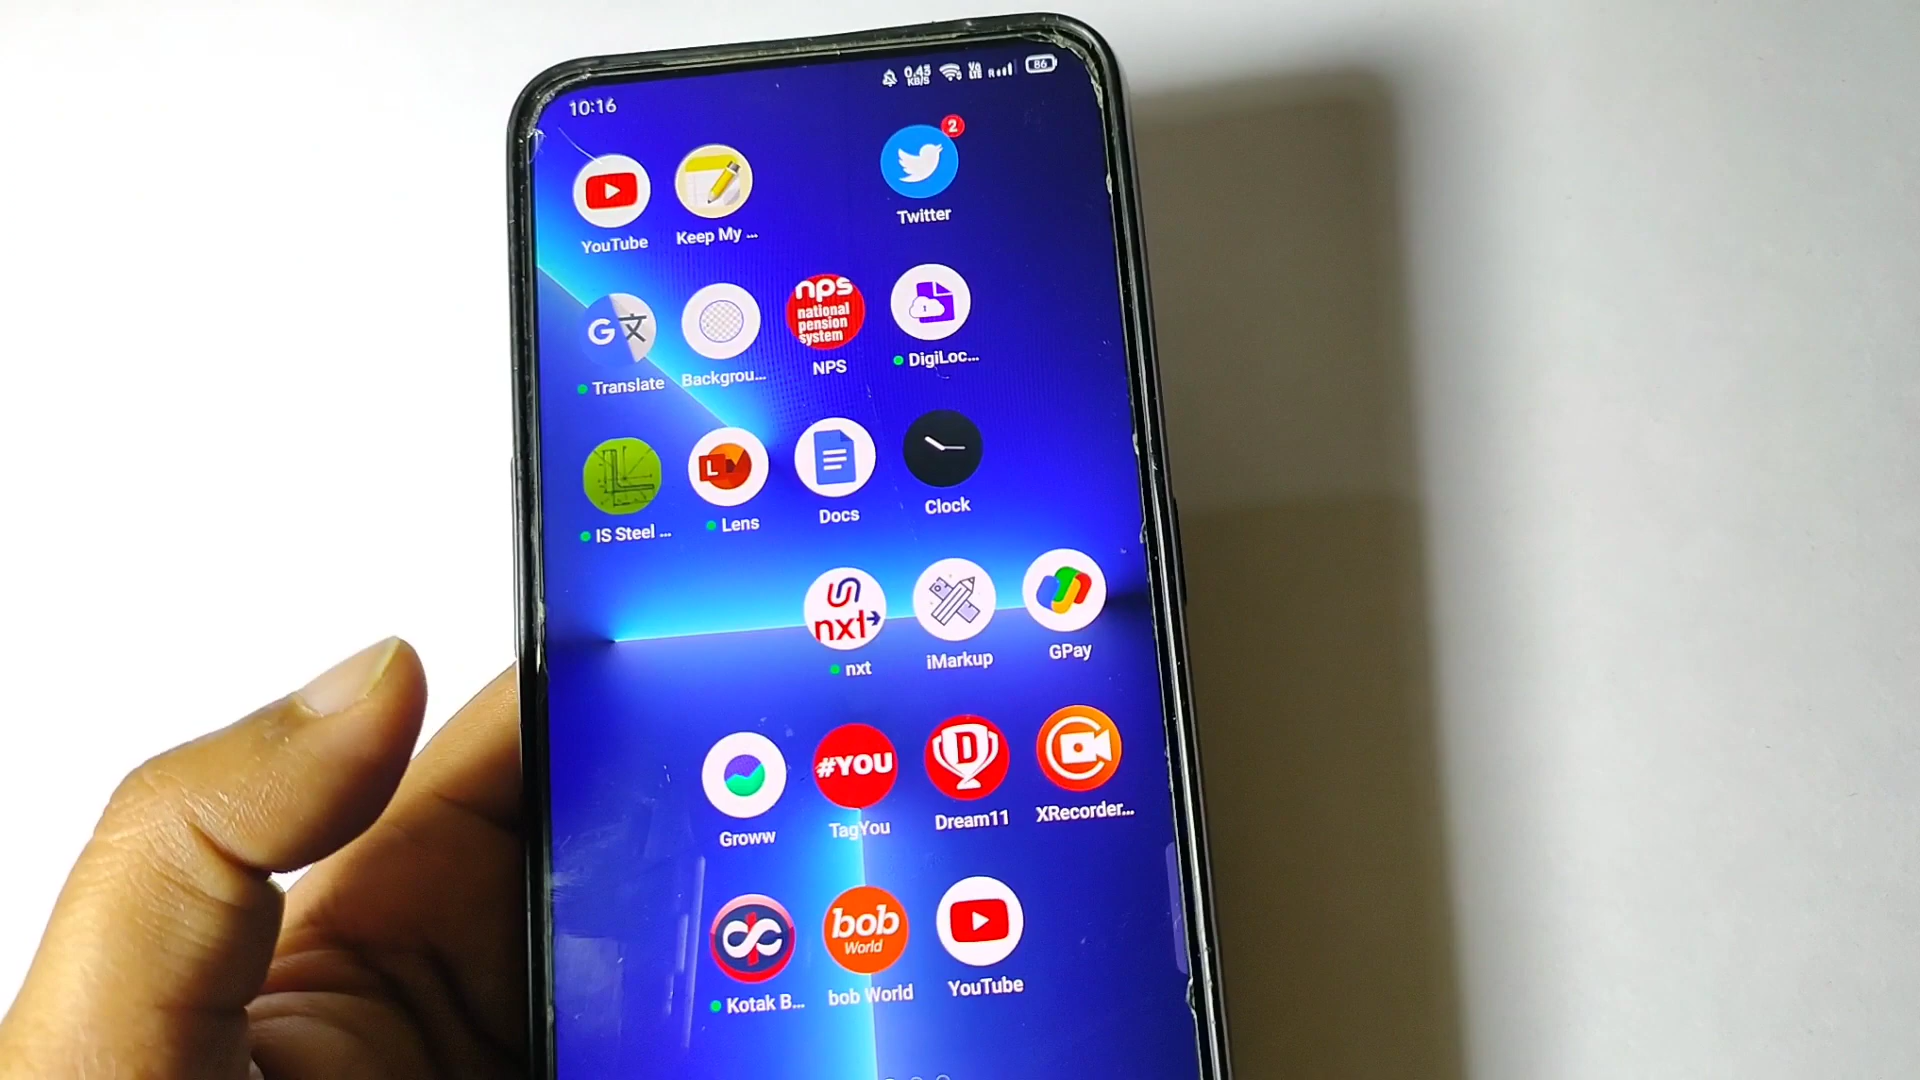 10:16
0.45
KB/S
Vo
LTE
R
86
2
YouTube
Keep My ...
Twitter
G文
nps
national
pension
system
Translate
Backgrou...
NPS
DigiLoc...
L
IS Steel ...
Lens
Docs
Clock
nxt
nxt
iMarkup
GPay
#YOU
D
Groww
TagYou
Dream11
XRecorder...
bob
World
Kotak B...
bob World
YouTube